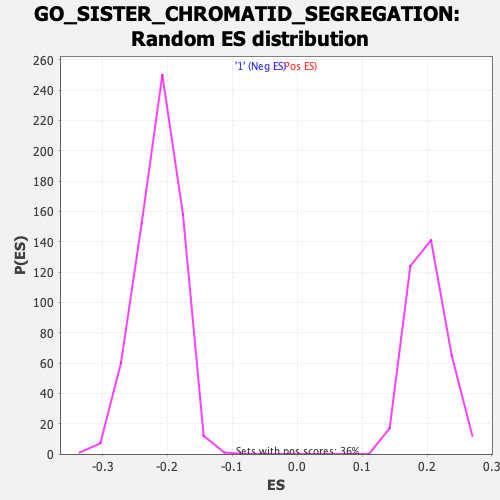 GO_SISTER_CHROMATID_SEGREGATION:
Random ES distribution
'1' (Neg ES)
Pos ES)
260
240
220
200
180
160
140
120
100
80
60
40
20
0
P(ES)
Sets with pos scores: 36%
-0.3 -0.2 -0.1 0.0 0.1 0.2 0.3
ES